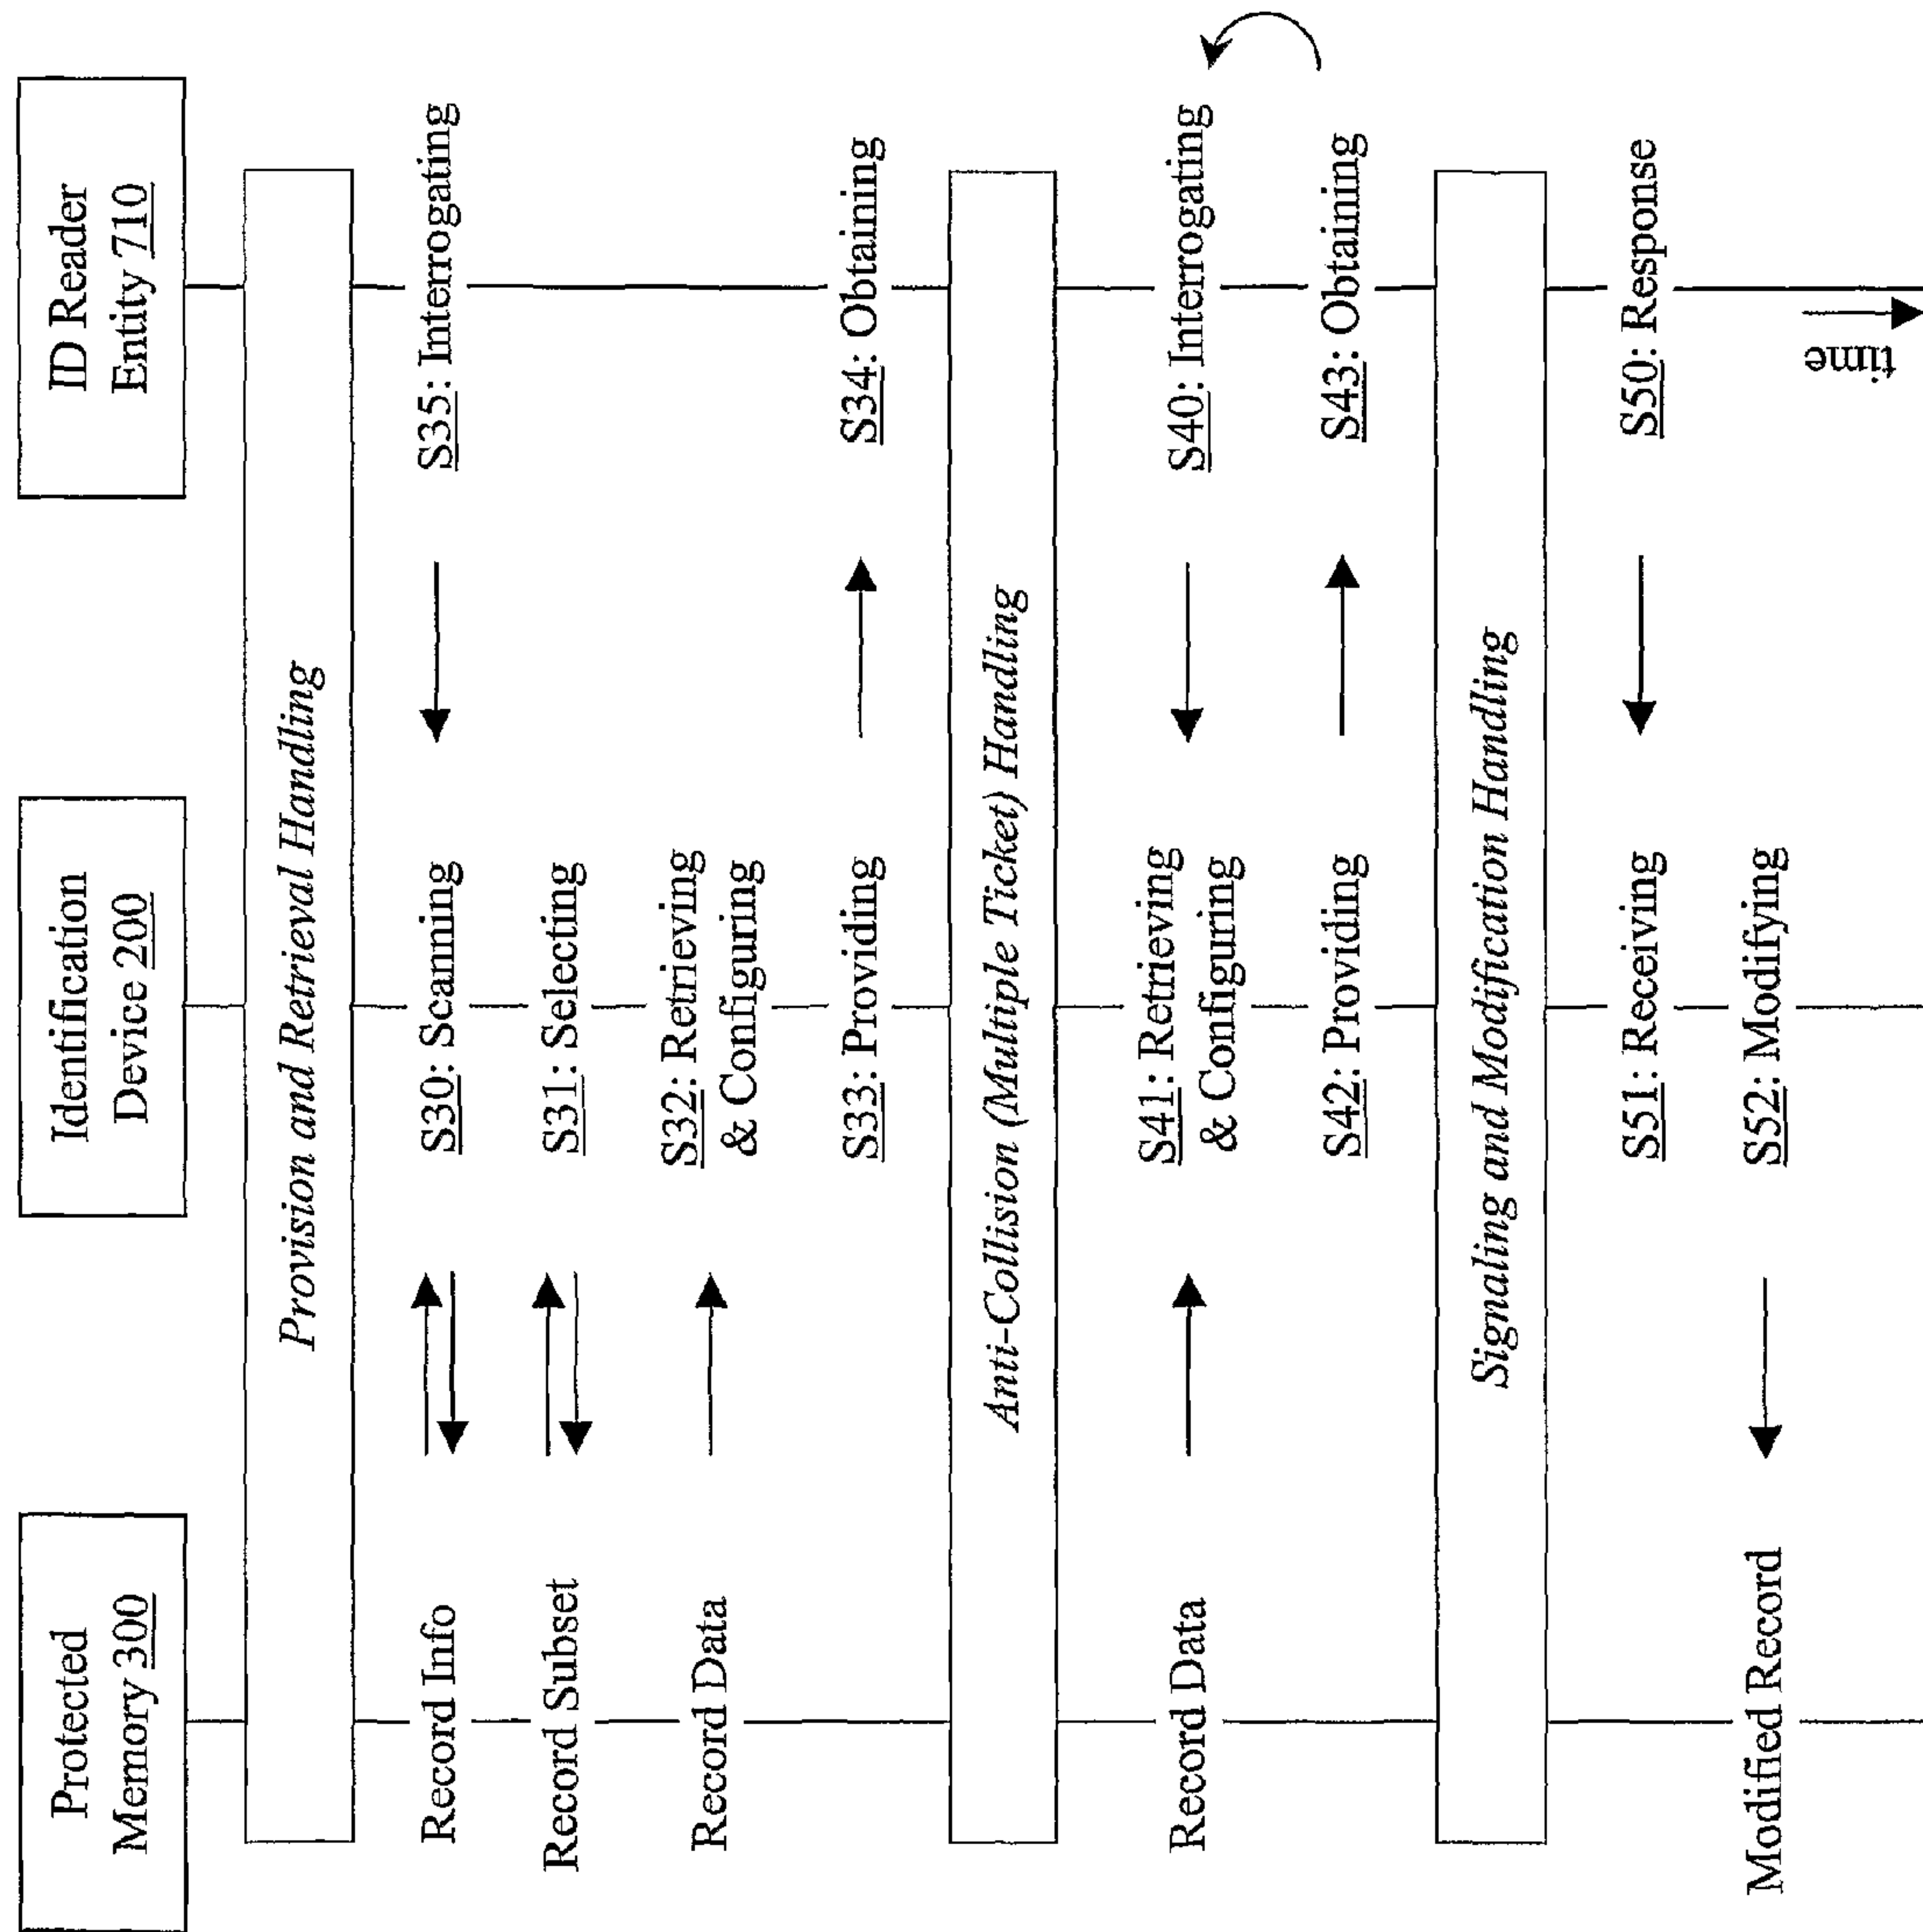 Protected
Memory 300
Identification
Device 200
ID Reader
Entity 710
Provision and Retrieval Handling
Record Info
S30: Scanning
S35: Interrogating
Record Subset
S31: Selecting
Record Data
S32: Retrieving
& Configuring
S33: Providing
S34: Obtaining
Anti-Collision (Multiple Ticket) Handling
Record Data
S41: Retrieving
& Configuring
S40: Interrogating
S42: Providing
S43: Obtaining
Signaling and Modification Handling
S51: Receiving
S50: Response
Modified Record
S52: Modifying
time